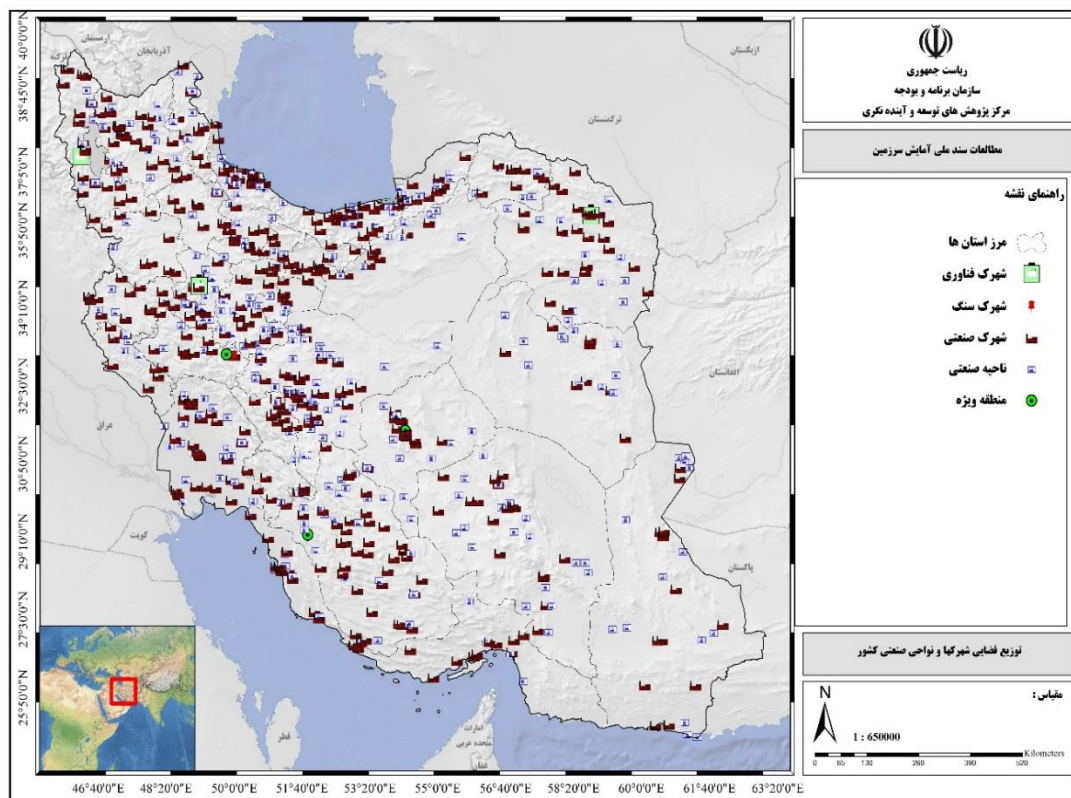 ریاست جمهوری
سازمان برنامه و بودجه
مرکز پژوهش های توسعه و آینده نگری
مطالعات سند ملی آمایش سرزمین
راهنمای نقشه
مرز استان ها
شهرک فناوری
شهرک سنگ
شهرک صنعتی
ناحیه صنعتی
منطقه ویژه
توزیع فضایی شهرکها و نواحی صنعتی کشور
مقیاس :
N
1 : 650000
Kilometers
0 65 130 260 390 520
ارمنستان
آذربایجان
ترکیه
ازبکستان
ترکمنستان
افغانستان
عراق
کویت
پاکستان
قطر
امارات
متحده عربی
عمان
40°0'0"N
38°45'0"N
37°5'0"N
35°50'0"N
34°10'0"N
32°30'0"N
30°50'0"N
29°10'0"N
27°30'0"N
25°50'0"N
46°40'0"E 48°20'0"E 50°0'0"E 51°40'0"E 53°20'0"E 55°0'0"E 56°40'0"E 58°20'0"E 60°0'0"E 61°40'0"E 63°20'0"E